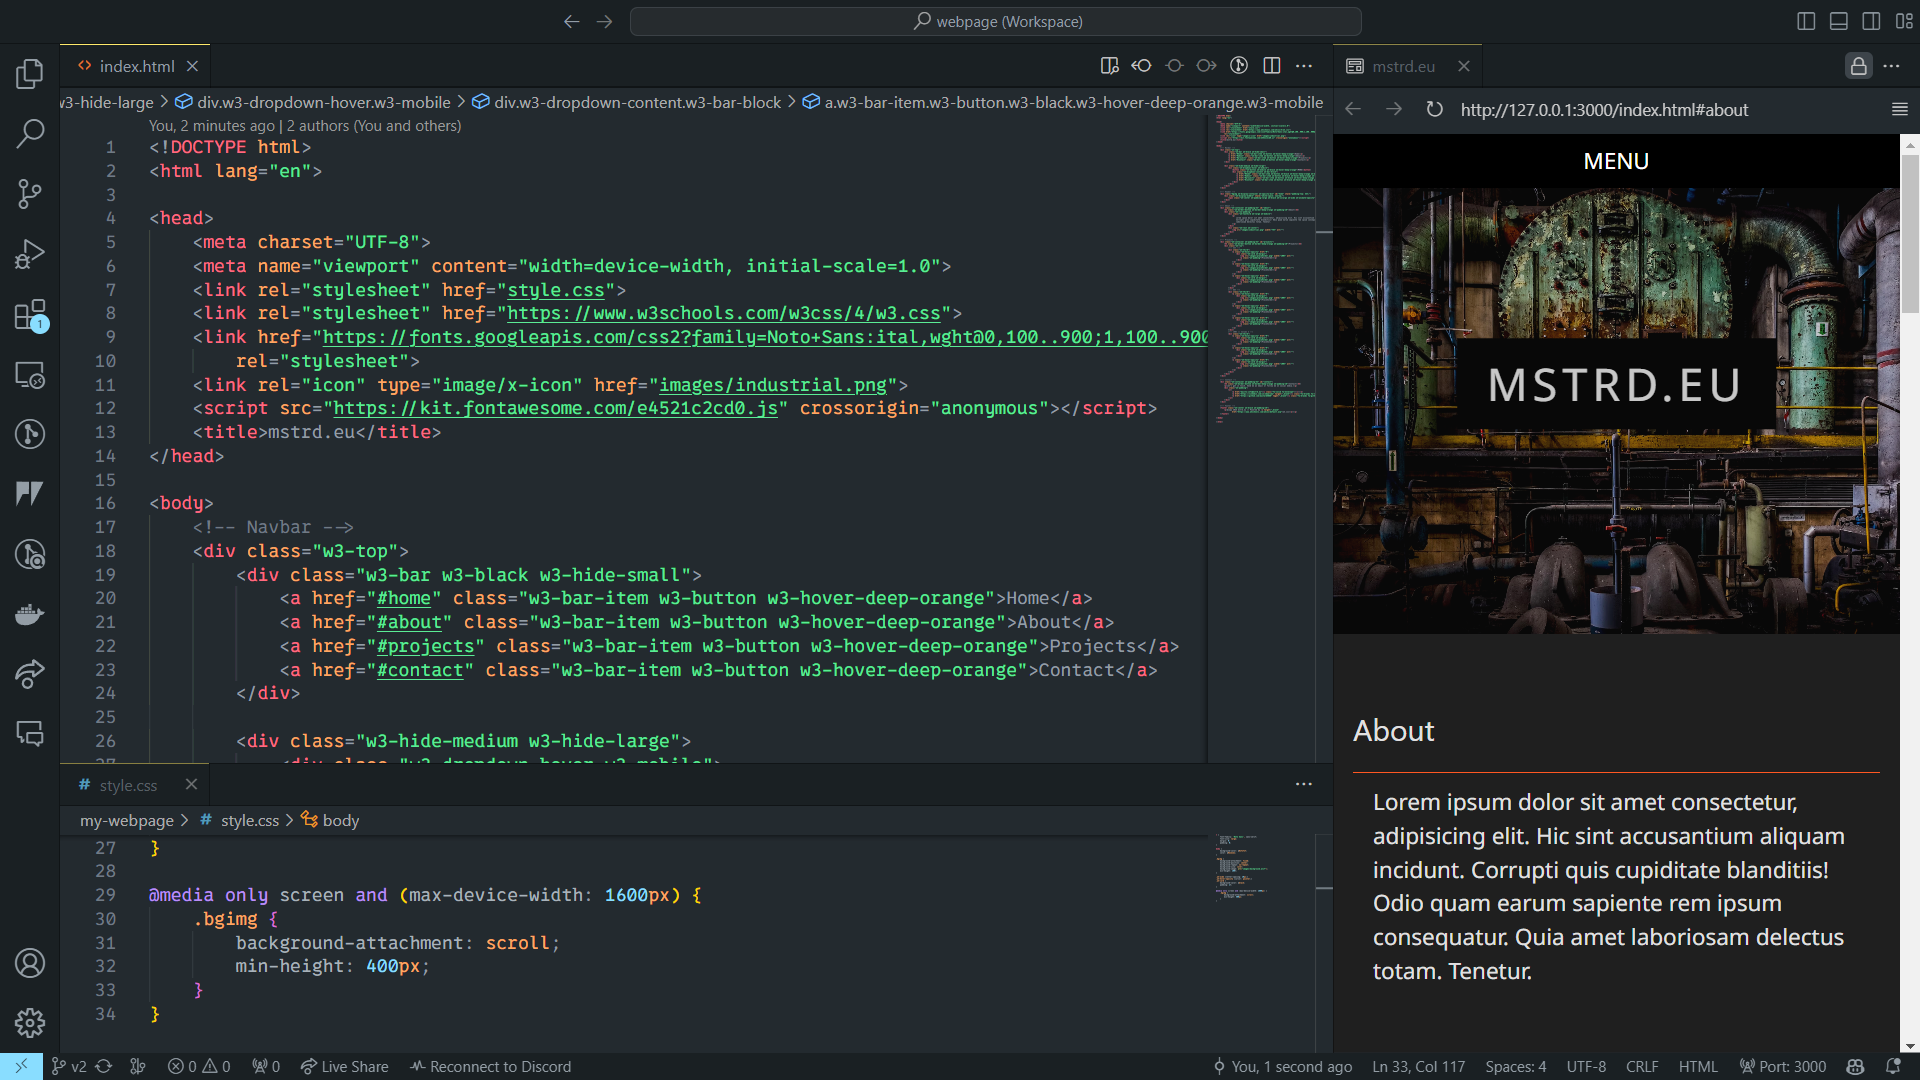 webpage (Workspace)
index.html
w3-hide-large > div.w3-dropdown-hover.w3-mobile > div.w3-dropdown-content.w3-bar-block > a.w3-bar-item.w3-button.w3-black.w3-hover-deep-orange.w3-mobile
You, 2 minutes ago | 2 authors (You and others)
1 <!DOCTYPE html>
2 <html lang="en">
3
4 <head>
5 <meta charset="UTF-8">
6 <meta name="viewport" content="width=device-width, initial-scale=1.0">
7 <link rel="stylesheet" href="style.css">
8 <link rel="stylesheet" href="https://www.w3schools.com/w3css/4/w3.css">
9 <link href="https://fonts.googleapis.com/css2?family=Noto+Sans:ital,wght@0,100..900;1,100..900
10 rel="stylesheet">
11 <link rel="icon" type="image/x-icon" href="images/industrial.png">
12 <script src="https://kit.fontawesome.com/e4521c2cd0.js" crossorigin="anonymous"></script>
13 <title>mstrd.eu</title>
14 </head>
15
16 <body>
17 <!-- Navbar -->
18 <div class="w3-top">
19 <div class="w3-bar w3-black w3-hide-small">
20 <a href="#home" class="w3-bar-item w3-button w3-hover-deep-orange">Home</a>
21 <a href="#about" class="w3-bar-item w3-button w3-hover-deep-orange">About</a>
22 <a href="#projects" class="w3-bar-item w3-button w3-hover-deep-orange">Projects</a>
23 <a href="#contact" class="w3-bar-item w3-button w3-hover-deep-orange">Contact</a>
24 </div>
25
26 <div class="w3-hide-medium w3-hide-large">
27 <div class="w3-dropdown-hover w3-mobile">
# style.css
my-webpage > # style.css > body
27 }
28
29 @media only screen and (max-device-width: 1600px) {
30 .bgimg {
31 background-attachment: scroll;
32 min-height: 400px;
33 }
34 }
mstrd.eu
http://127.0.0.1:3000/index.html#about
MENU
MSTRD.EU
About
Lorem ipsum dolor sit amet consectetur,
adipisicing elit. Hic sint accusantium aliquam
incidunt. Corrupti quis cupiditate blanditiis!
Odio quam earum sapiente rem ipsum
consequatur. Quia amet laboriosam delectus
totam. Tenetur.
1
v2 0 0 0 Live Share Reconnect to Discord You, 1 second ago Ln 33, Col 117 Spaces: 4 UTF-8 CRLF HTML Port: 3000